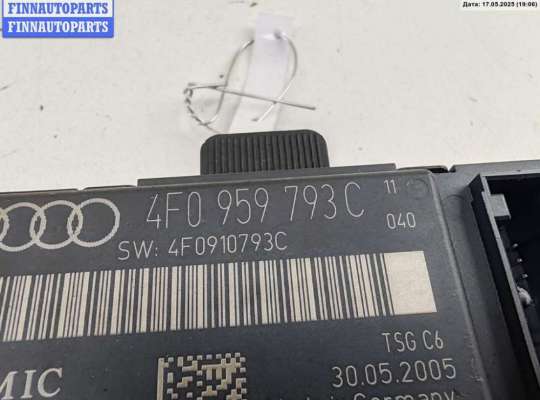 FINNAUTOPARTS
FINNAUTOPARTS
Дата: 17.05.2025 (19:06)
4F0 959 793 C
11
040
SW: 4F0910793C
TSG C6
30.05.2005
MIC